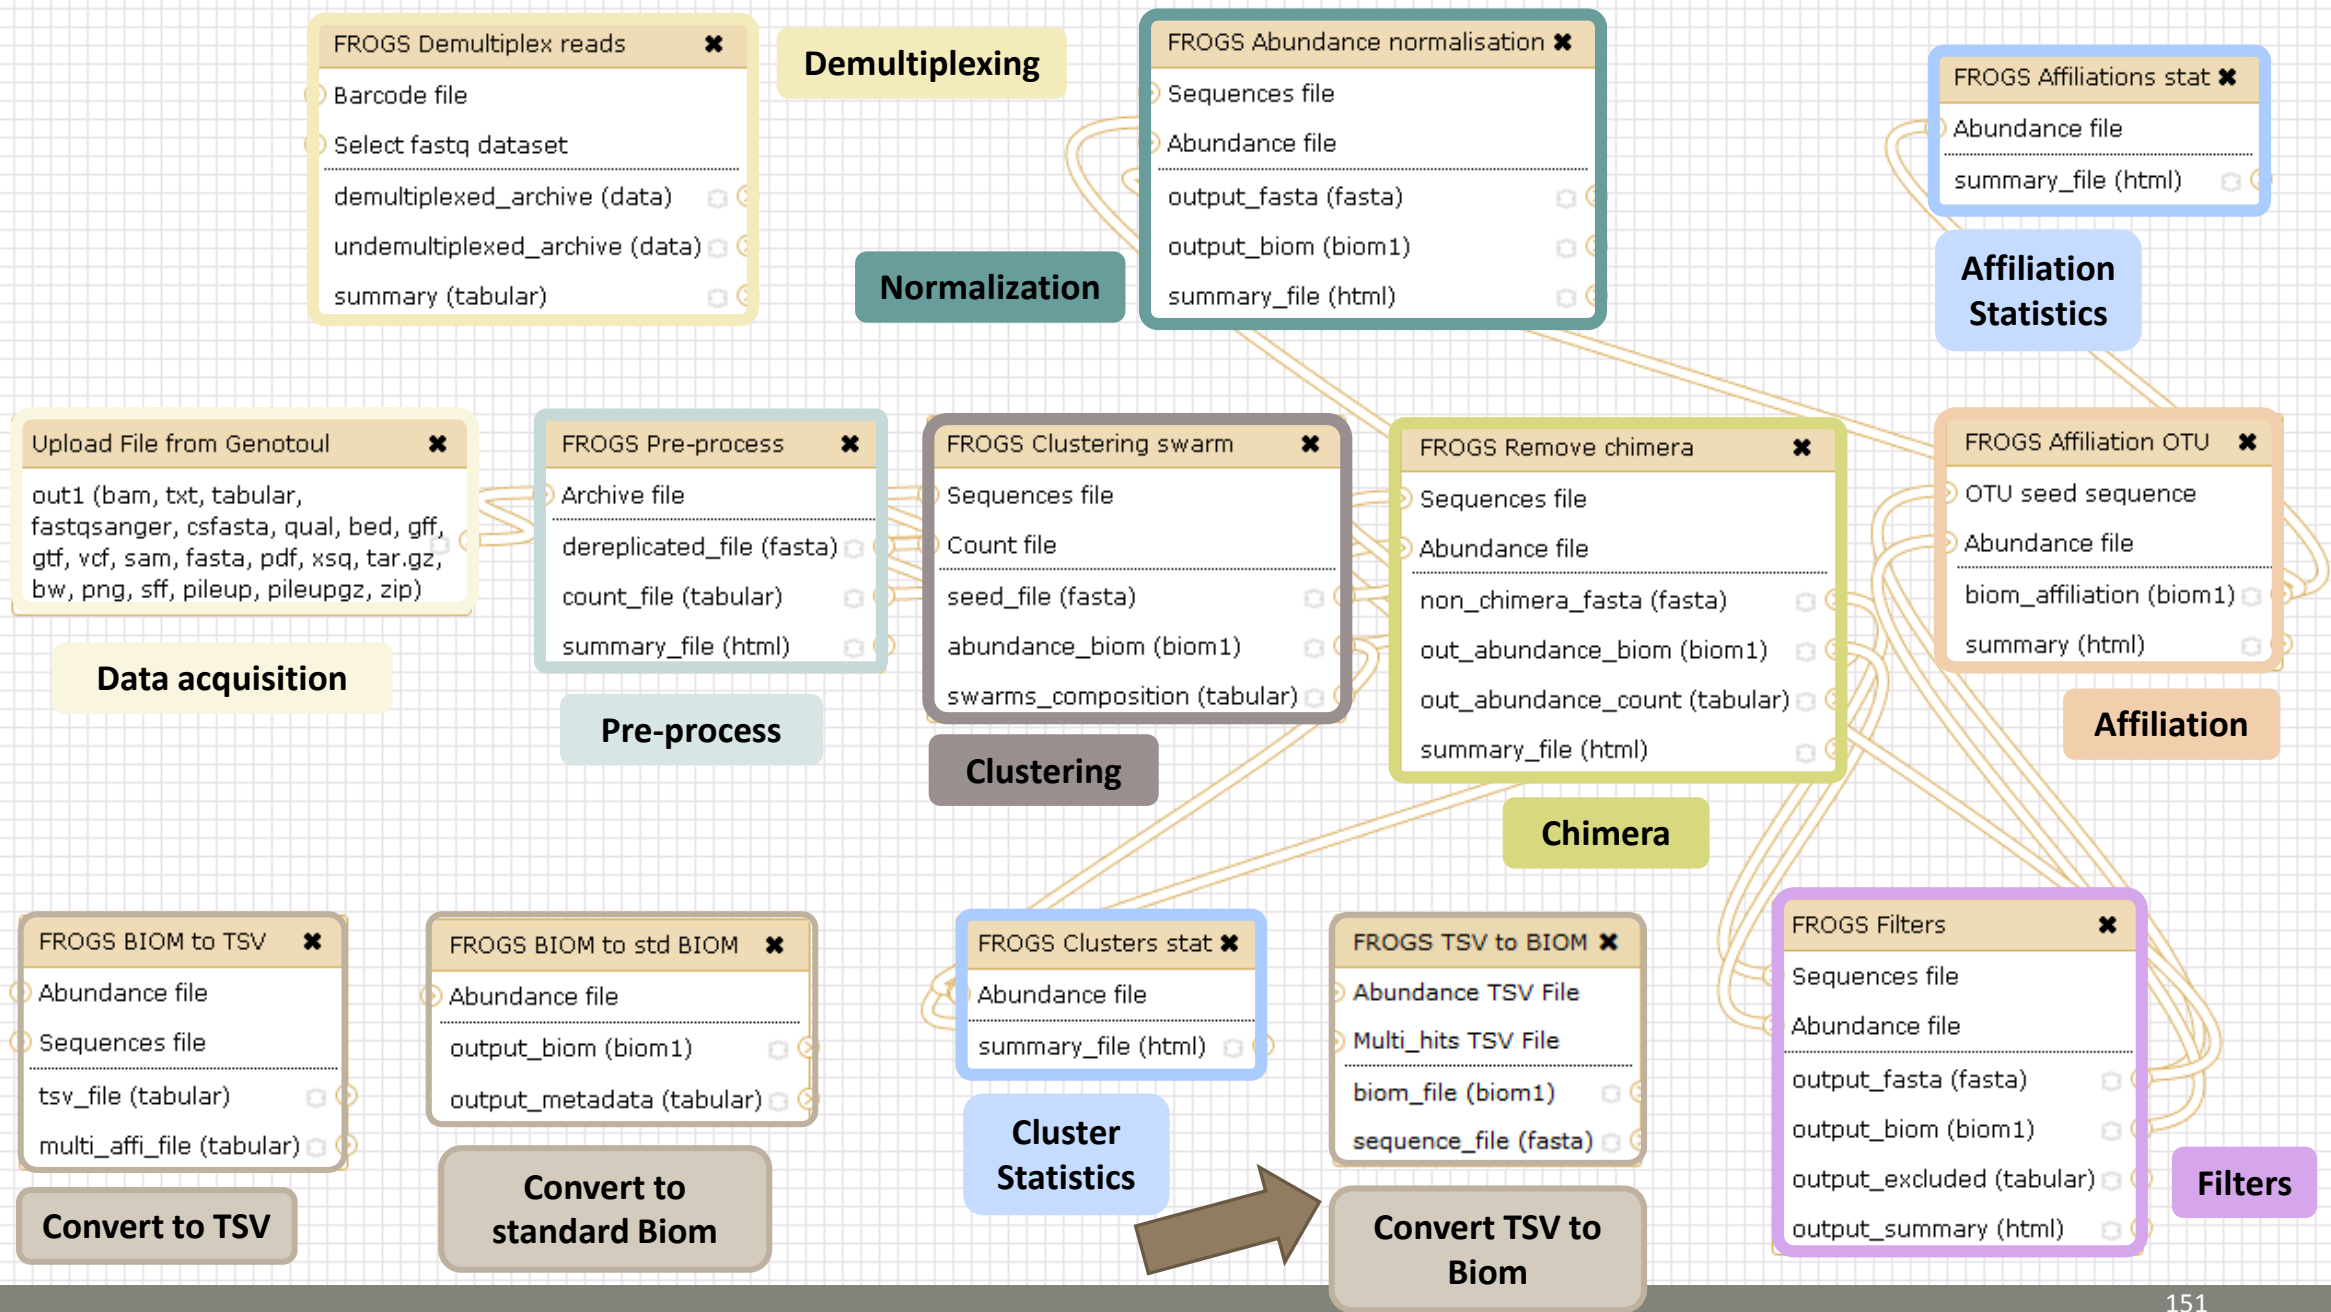 FROGS Demultiplex reads ✖
Barcode file
Select fastq dataset
demultiplexed_archive (data)
undemultiplexed_archive (data)
summary (tabular)
Demultiplexing
FROGS Abundance normalisation ✖
Sequences file
Abundance file
output_fasta (fasta)
output_biom (biom1)
summary_file (html)
Normalization
FROGS Affiliations stat ✖
Abundance file
summary_file (html)
Affiliation
Statistics
Upload File from Genotoul ✖
out1 (bam, txt, tabular,
fastqsanger, csfasta, qual, bed, gff,
gtf, vcf, sam, fasta, pdf, xsq, tar.gz,
bw, png, sff, pileup, pileupgz, zip)
Data acquisition
FROGS Pre-process ✖
Archive file
dereplicated_file (fasta)
count_file (tabular)
summary_file (html)
Pre-process
FROGS Clustering swarm ✖
Sequences file
Count file
seed_file (fasta)
abundance_biom (biom1)
swarms_composition (tabular)
Clustering
FROGS Remove chimera ✖
Sequences file
Abundance file
non_chimera_fasta (fasta)
out_abundance_biom (biom1)
out_abundance_count (tabular)
summary_file (html)
Chimera
FROGS Affiliation OTU ✖
OTU seed sequence
Abundance file
biom_affiliation (biom1)
summary (html)
Affiliation
FROGS BIOM to TSV ✖
Abundance file
Sequences file
tsv_file (tabular)
multi_affi_file (tabular)
Convert to TSV
FROGS BIOM to std BIOM ✖
Abundance file
output_biom (biom1)
output_metadata (tabular)
Convert to
standard Biom
FROGS Clusters stat ✖
Abundance file
summary_file (html)
Cluster
Statistics
FROGS TSV to BIOM ✖
Abundance TSV File
Multi_hits TSV File
biom_file (biom1)
sequence_file (fasta)
Convert TSV to
Biom
FROGS Filters ✖
Sequences file
Abundance file
output_fasta (fasta)
output_biom (biom1)
output_excluded (tabular)
output_summary (html)
Filters
151